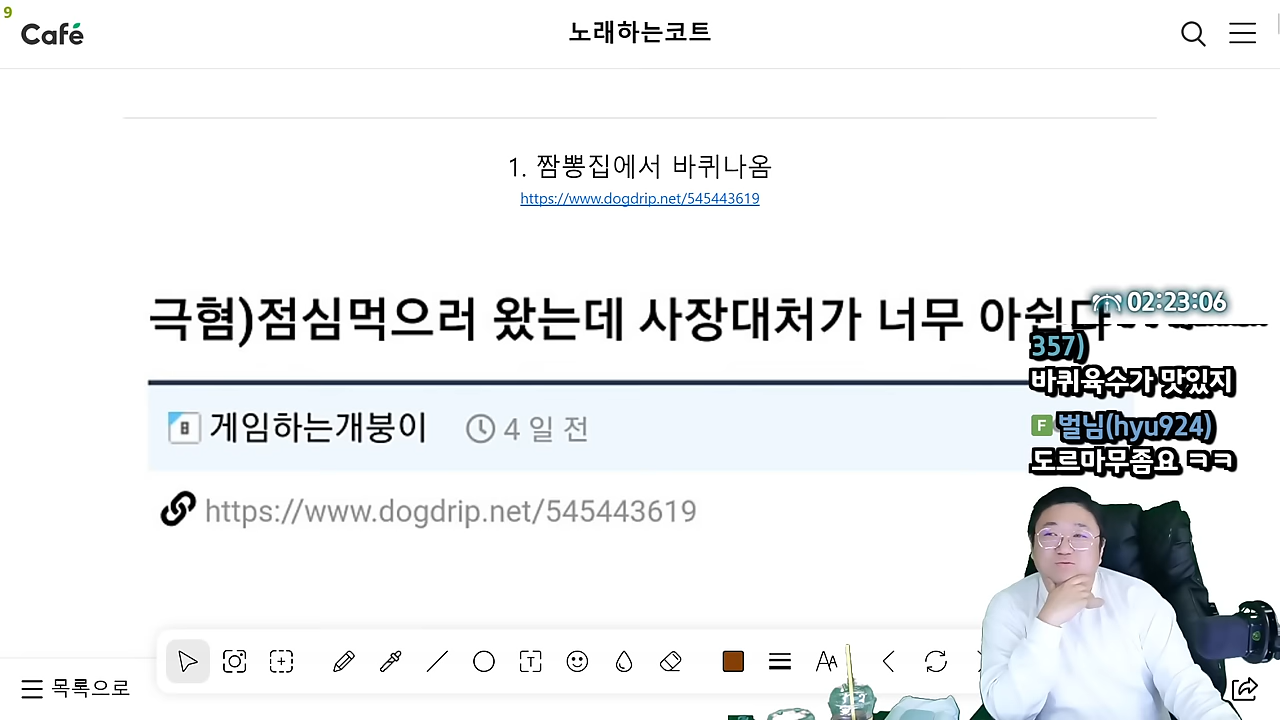 9
Café
노래하는코트
1. 짬뽕집에서 바퀴나옴
https://www.dogdrip.net/545443619
극혐)점심먹으러 왔는데 사장대처가 너무 아쉽다
02:23:06
357)
바퀴육수가 맛있지
8 게임하는개붕이 4 일 전
F 벌님(hyu924)
도르마무좀요 ㅋㅋ
https://www.dogdrip.net/545443619
T
AA
목록으로